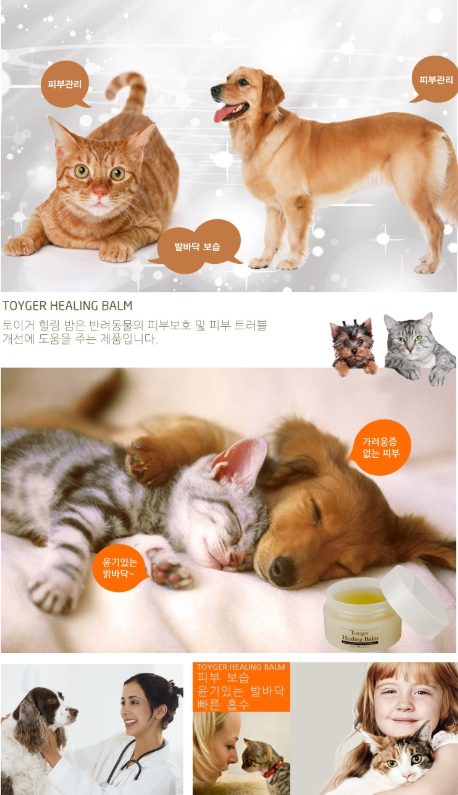 피부관리
피부관리
발바닥 보습
TOYGER HEALING BALM
토이거 힐링 밤은 반려동물의 피부보호 및 피부 트러블
개선에 도움을 주는 제품입니다.
가려움증
없는 피부
윤기있는
밝바닥~
Toyger
Healing Balm
TOYGER HEALING BALM
피부 보습
윤기있는 발바닥
빠른 흡수